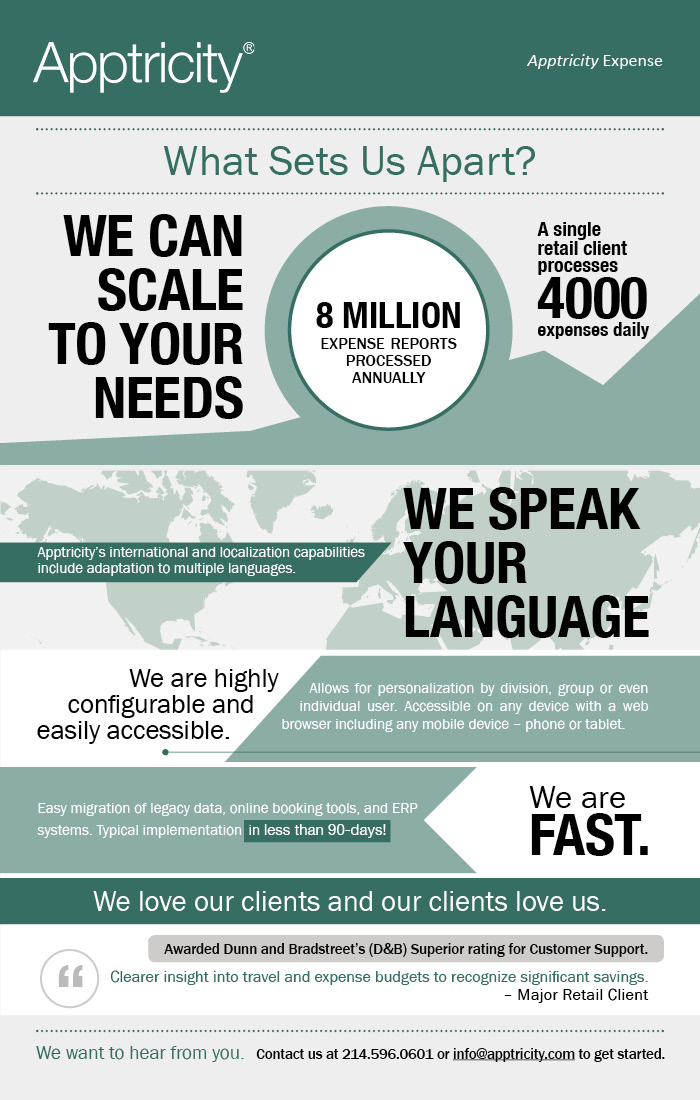 Apptricity®
Apptricity Expense
What Sets Us Apart?
WE CAN
SCALE
TO YOUR
NEEDS
8 MILLION
EXPENSE REPORTS
PROCESSED
ANNUALLY
A single
retail client
processes
4000
expenses daily
WE SPEAK
YOUR
LANGUAGE
Apptricity's international and localization capabilities
include adaptation to multiple languages.
We are highly
configurable and
easily accessible.
Allows for personalization by division, group or even
individual user. Accessible on any device with a web
browser including any mobile device – phone or tablet.
Easy migration of legacy data, online booking tools, and ERP
systems. Typical implementation in less than 90-days!
We are
FAST.
We love our clients and our clients love us.
Awarded Dunn and Bradstreet's (D&B) Superior rating for Customer Support.
“
Clearer insight into travel and expense budgets to recognize significant savings.
– Major Retail Client
We want to hear from you. Contact us at 214.596.0601 or info@apptricity.com to get started.